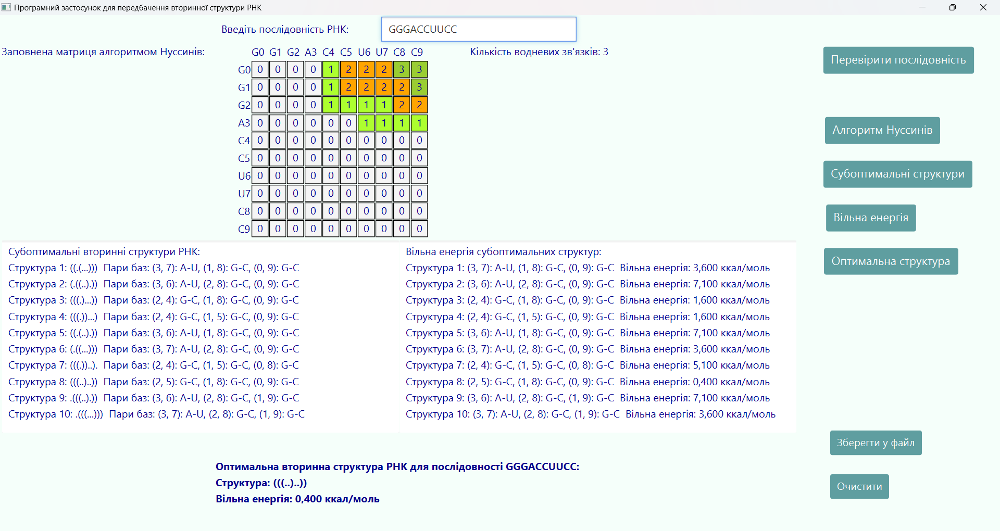 Програмний застосунок для передбачення вторинної структури РНК
Введіть послідовність РНК: GGGACCUUCC
Заповнена матриця алгоритмом Нуссинів:
Кількість водневих зв'язків: 3
G0 G1 G2 A3 C4 C5 U6 U7 C8 C9
G0 0 0 0 0 1 2 2 2 3 3
G1 0 0 0 0 1 2 2 2 2 3
G2 0 0 0 0 1 1 1 1 2 2
A3 0 0 0 0 0 0 1 1 1 1
C4 0 0 0 0 0 0 0 0 0 0
C5 0 0 0 0 0 0 0 0 0 0
U6 0 0 0 0 0 0 0 0 0 0
U7 0 0 0 0 0 0 0 0 0 0
C8 0 0 0 0 0 0 0 0 0 0
C9 0 0 0 0 0 0 0 0 0 0
Перевірити послідовність
Алгоритм Нуссинів
Субоптимальні структури
Вільна енергія
Оптимальна структура
Субоптимальні вторинні структури РНК:
Структура 1: ((.(...))) Пари баз: (3, 7): A-U, (1, 8): G-C, (0, 9): G-C
Структура 2: (.((..).)) Пари баз: (3, 6): A-U, (2, 8): G-C, (0, 9): G-C
Структура 3: (((.)...)) Пари баз: (2, 4): G-C, (1, 8): G-C, (0, 9): G-C
Структура 4: (((.))...) Пари баз: (2, 4): G-C, (1, 5): G-C, (0, 9): G-C
Структура 5: ((.(..).)) Пари баз: (3, 6): A-U, (1, 8): G-C, (0, 9): G-C
Структура 6: (.((...))) Пари баз: (3, 7): A-U, (2, 8): G-C, (0, 9): G-C
Структура 7: (((.))..). Пари баз: (2, 4): G-C, (1, 5): G-C, (0, 8): G-C
Структура 8: (((..)..)) Пари баз: (2, 5): G-C, (1, 8): G-C, (0, 9): G-C
Структура 9: .(((..).)) Пари баз: (3, 6): A-U, (2, 8): G-C, (1, 9): G-C
Структура 10: .(((...))) Пари баз: (3, 7): A-U, (2, 8): G-C, (1, 9): G-C
Вільна енергія субоптимальних структур:
Структура 1: (3, 7): A-U, (1, 8): G-C, (0, 9): G-C Вільна енергія: 3,600 ккал/моль
Структура 2: (3, 6): A-U, (2, 8): G-C, (0, 9): G-C Вільна енергія: 7,100 ккал/моль
Структура 3: (2, 4): G-C, (1, 8): G-C, (0, 9): G-C Вільна енергія: 1,600 ккал/моль
Структура 4: (2, 4): G-C, (1, 5): G-C, (0, 9): G-C Вільна енергія: 1,600 ккал/моль
Структура 5: (3, 6): A-U, (1, 8): G-C, (0, 9): G-C Вільна енергія: 7,100 ккал/моль
Структура 6: (3, 7): A-U, (2, 8): G-C, (0, 9): G-C Вільна енергія: 3,600 ккал/моль
Структура 7: (2, 4): G-C, (1, 5): G-C, (0, 8): G-C Вільна енергія: 5,100 ккал/моль
Структура 8: (2, 5): G-C, (1, 8): G-C, (0, 9): G-C Вільна енергія: 0,400 ккал/моль
Структура 9: (3, 6): A-U, (2, 8): G-C, (1, 9): G-C Вільна енергія: 7,100 ккал/моль
Структура 10: (3, 7): A-U, (2, 8): G-C, (1, 9): G-C Вільна енергія: 3,600 ккал/моль
Зберегти у файл
Очистити
Оптимальна вторинна структура РНК для послідовності GGGACCUUCC:
Структура: (((..)..))
Вільна енергія: 0,400 ккал/моль